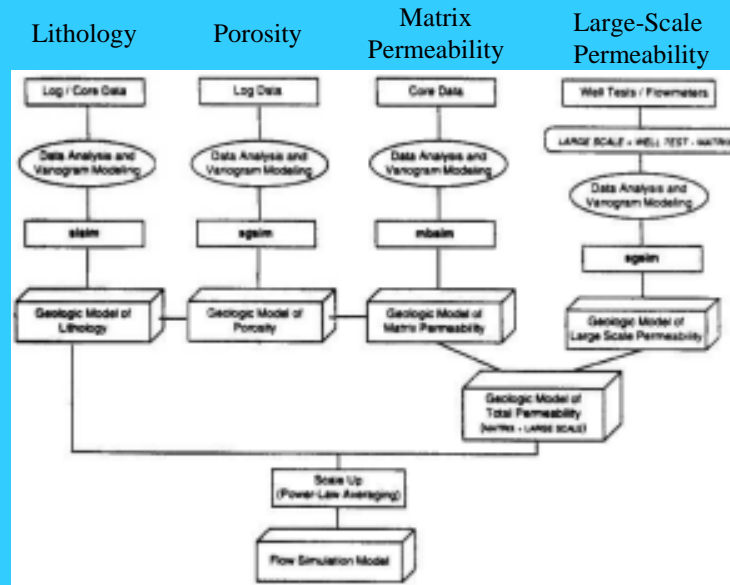 Lithology
Porosity
Matrix
Permeability
Large-Scale
Permeability
Log / Core Data
Log Data
Core Data
Well Tests / Flowmeters
LARGE SCALE = WELL TEST - MATRIX
Data Analysis and
Variogram Modeling
Data Analysis and
Variogram Modeling
Data Analysis and
Variogram Modeling
Data Analysis and
Variogram Modeling
sisim
sgsim
mbsim
sgsim
Geologic Model of
Lithology
Geologic Model of
Porosity
Geologic Model of
Matrix Permeability
Geologic Model of
Large Scale Permeability
Geologic Model of
Total Permeability
(MATRIX + LARGE SCALE)
Scale Up
(Power-Law Averaging)
Flow Simulation Model